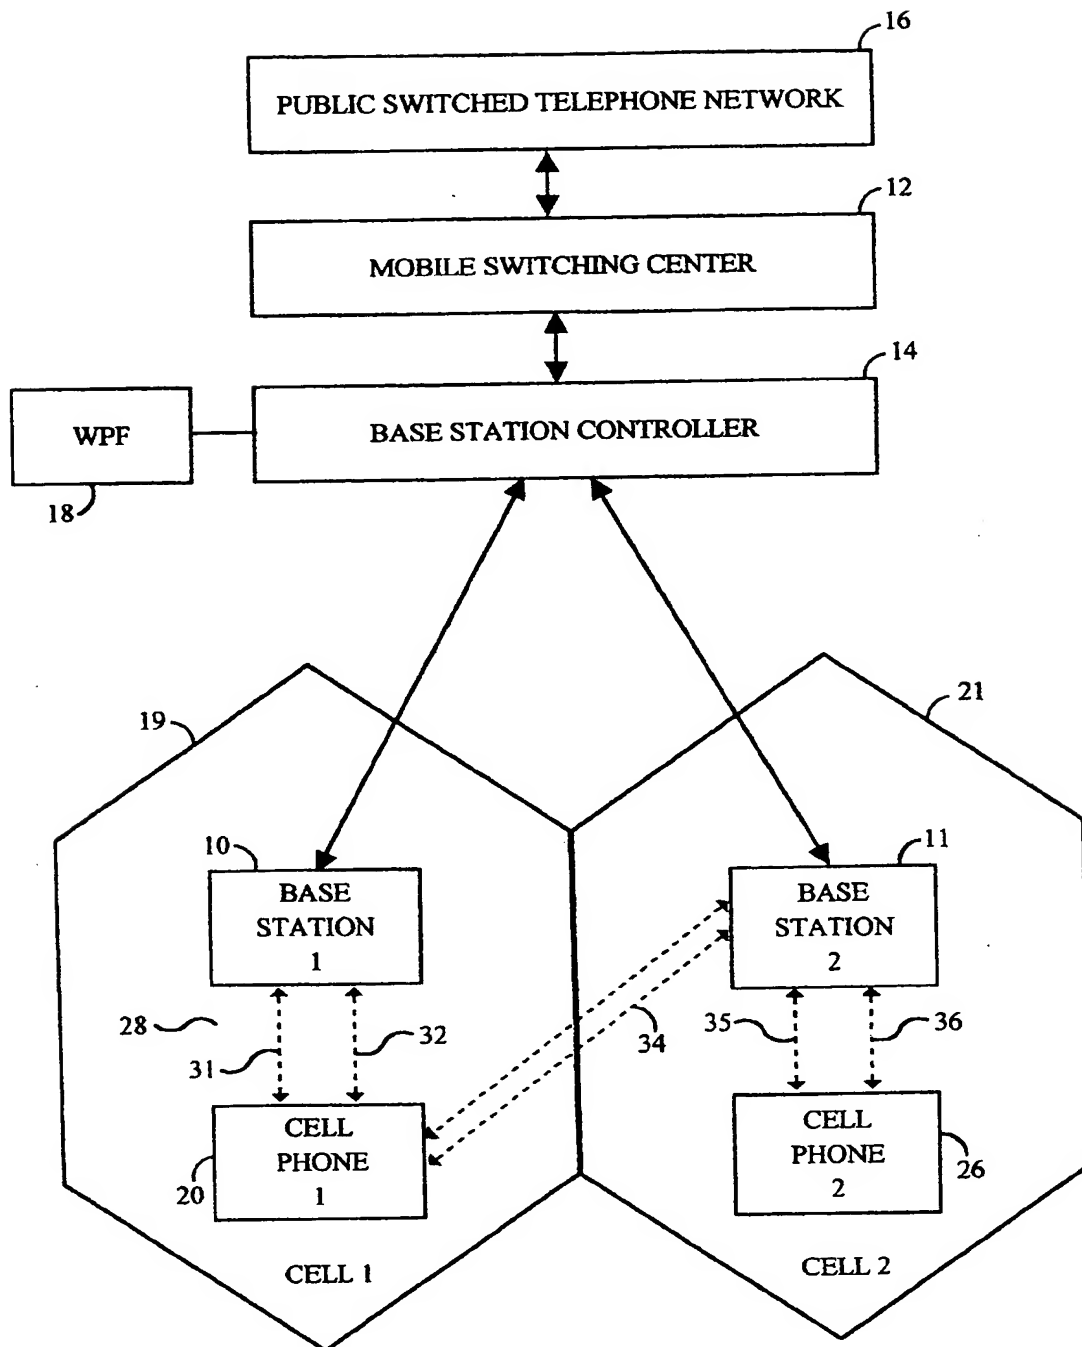 16
PUBLIC SWITCHED TELEPHONE NETWORK
12
MOBILE SWITCHING CENTER
14
WPF
BASE STATION CONTROLLER
18
19
21
10
BASE
STATION
1
11
BASE
STATION
2
28
31
32
34
35
36
CELL
PHONE
1
20
CELL
PHONE
2
26
CELL 1
CELL 2